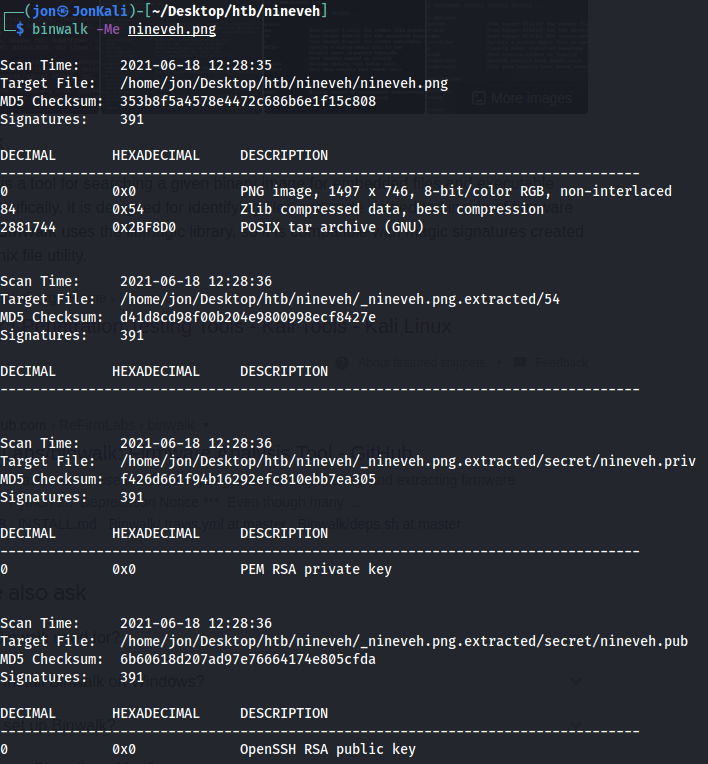 ┌──(jon㉿JonKali)-[~/Desktop/htb/nineveh]
└─$ binwalk -Me nineveh.png
More images
Scan Time:     2021-06-18 12:28:35
Target File:   /home/jon/Desktop/htb/nineveh/nineveh.png
MD5 Checksum:  353b8f5a4578e4472c686b6e1f15c808
Signatures:    391
DECIMAL       HEXADECIMAL     DESCRIPTION
--------------------------------------------------------------------------------
0             0x0             PNG image, 1497 x 746, 8-bit/color RGB, non-interlaced
84            0x54            Zlib compressed data, best compression
2881744       0x2BF8D0        POSIX tar archive (GNU)
Scan Time:     2021-06-18 12:28:36
Target File:   /home/jon/Desktop/htb/nineveh/_nineveh.png.extracted/54
MD5 Checksum:  d41d8cd98f00b204e9800998ecf8427e
Signatures:    391
DECIMAL       HEXADECIMAL     DESCRIPTION
--------------------------------------------------------------------------------
Scan Time:     2021-06-18 12:28:36
Target File:   /home/jon/Desktop/htb/nineveh/_nineveh.png.extracted/secret/nineveh.priv
MD5 Checksum:  f426d661f94b16292efc810ebb7ea305
Signatures:    391
DECIMAL       HEXADECIMAL     DESCRIPTION
--------------------------------------------------------------------------------
0             0x0             PEM RSA private key
Scan Time:     2021-06-18 12:28:36
Target File:   /home/jon/Desktop/htb/nineveh/_nineveh.png.extracted/secret/nineveh.pub
MD5 Checksum:  6b60618d207ad97e76664174e805cfda
Signatures:    391
DECIMAL       HEXADECIMAL     DESCRIPTION
--------------------------------------------------------------------------------
0             0x0             OpenSSH RSA public key